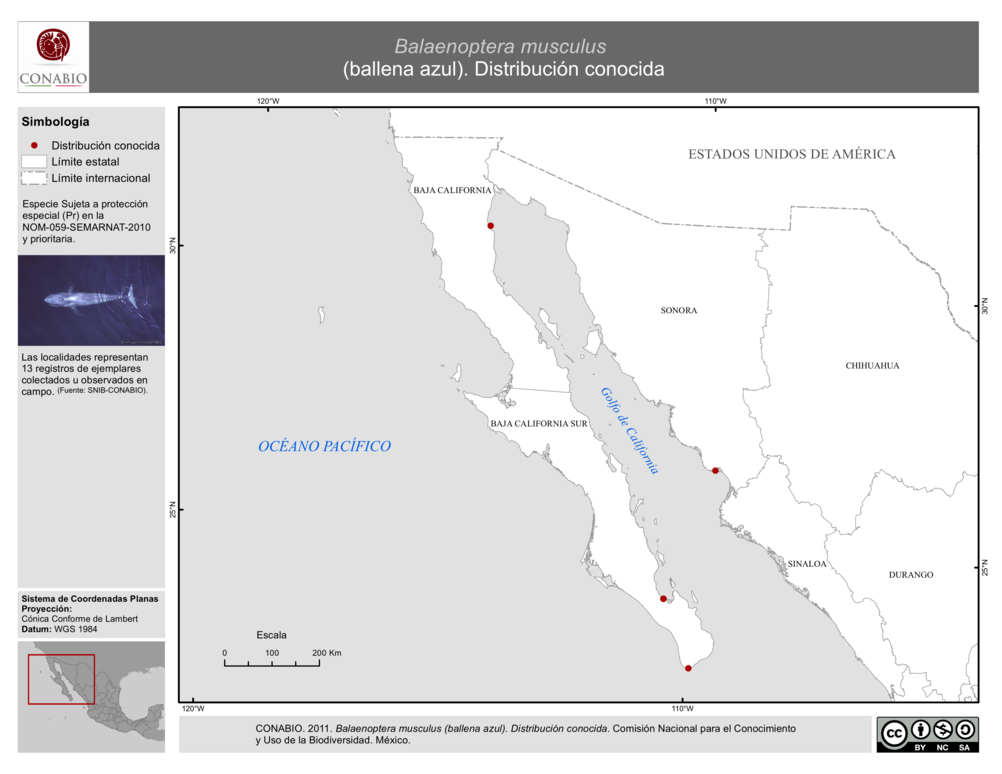 Balaenoptera musculus
(ballena azul). Distribución conocida
CONABIO
Simbología
Distribución conocida
Límite estatal
Límite internacional
Especie Sujeta a protección
especial (Pr) en la
NOM-059-SEMARNAT-2010
y prioritaria.
Las localidades representan
13 registros de ejemplares
colectados u observados en
campo. (Fuente: SNIB-CONABIO).
Sistema de Coordenadas Planas
Proyección:
Cónica Conforme de Lambert
Datum: WGS 1984
120°W
110°W
ESTADOS UNIDOS DE AMÉRICA
BAJA CALIFORNIA
30°N
30°N
SONORA
CHIHUAHUA
Golfo de California
BAJA CALIFORNIA SUR
OCÉANO PACÍFICO
25°N
25°N
SINALOA
DURANGO
Escala
0 100 200 Km
120°W
110°W
CONABIO. 2011. Balaenoptera musculus (ballena azul). Distribución conocida. Comisión Nacional para el Conocimiento
y Uso de la Biodiversidad. México.
cc
BY NC SA